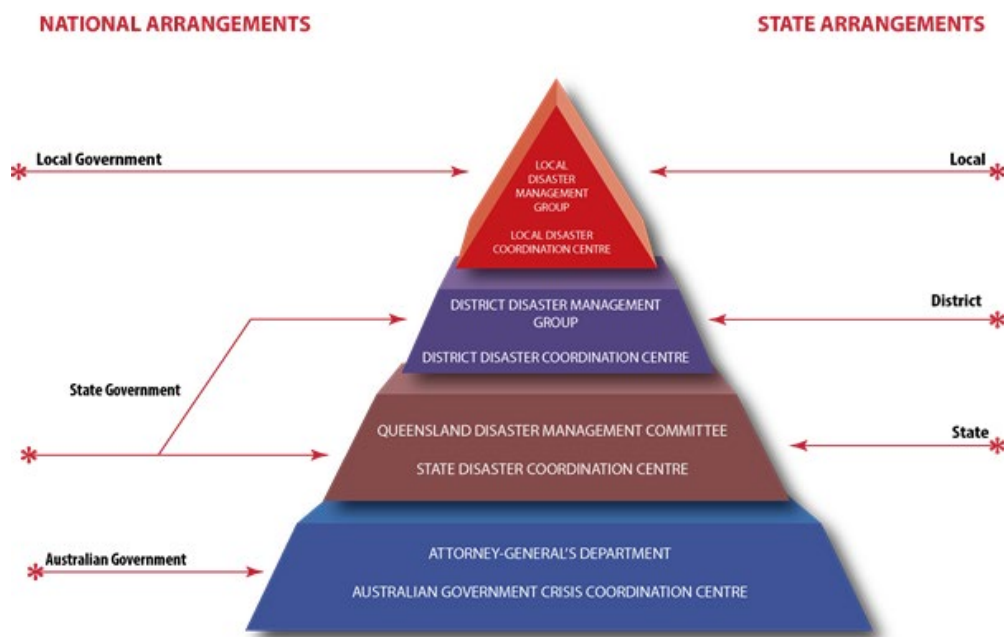 NATIONAL ARRANGEMENTS
STATE ARRANGEMENTS
Local Government
Local
LOCAL
DISASTER
MANAGEMENT
GROUP
LOCAL DISASTER
COORDINATION CENTRE
DISTRICT DISASTER MANAGEMENT
GROUP
District
DISTRICT DISASTER COORDINATION CENTRE
State Government
QUEENSLAND DISASTER MANAGEMENT COMMITTEE
State
STATE DISASTER COORDINATION CENTRE
Australian Government
ATTORNEY-GENERAL'S DEPARTMENT
AUSTRALIAN GOVERNMENT CRISIS COORDINATION CENTRE